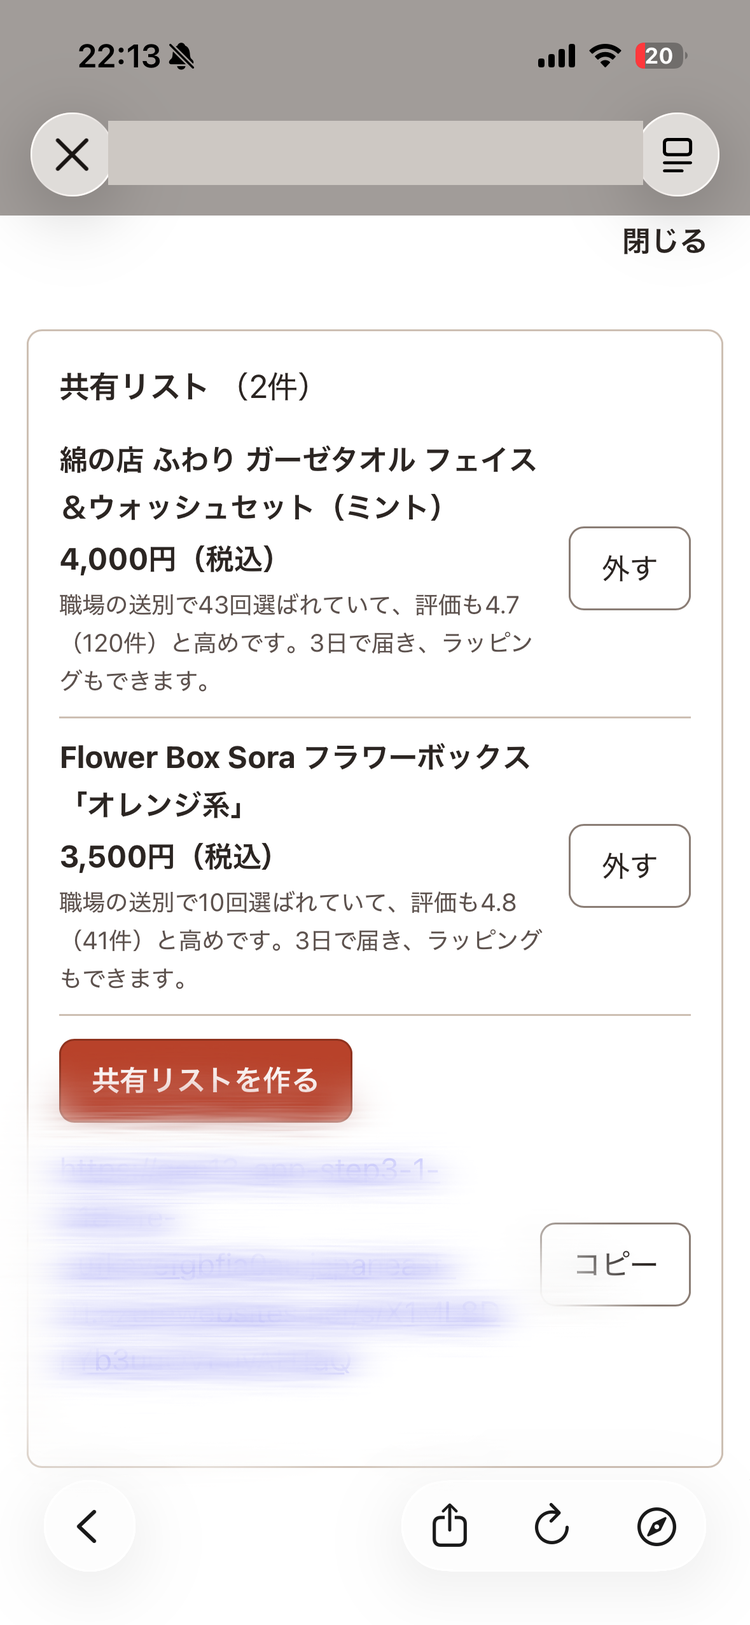 22:13
20
閉じる
共有リスト（2件）
綿の店 ふわり ガーゼタオル フェイス
＆ウォッシュセット（ミント）
4,000円（税込）
職場の送別で43回選ばれていて、評価も4.7
（120件）と高めです。3日で届き、ラッピン
グもできます。
外す
Flower Box Sora フラワーボックス
「オレンジ系」
3,500円（税込）
職場の送別で10回選ばれていて、評価も4.8
（41件）と高めです。3日で届き、ラッピング
もできます。
外す
共有リストを作る
コピー